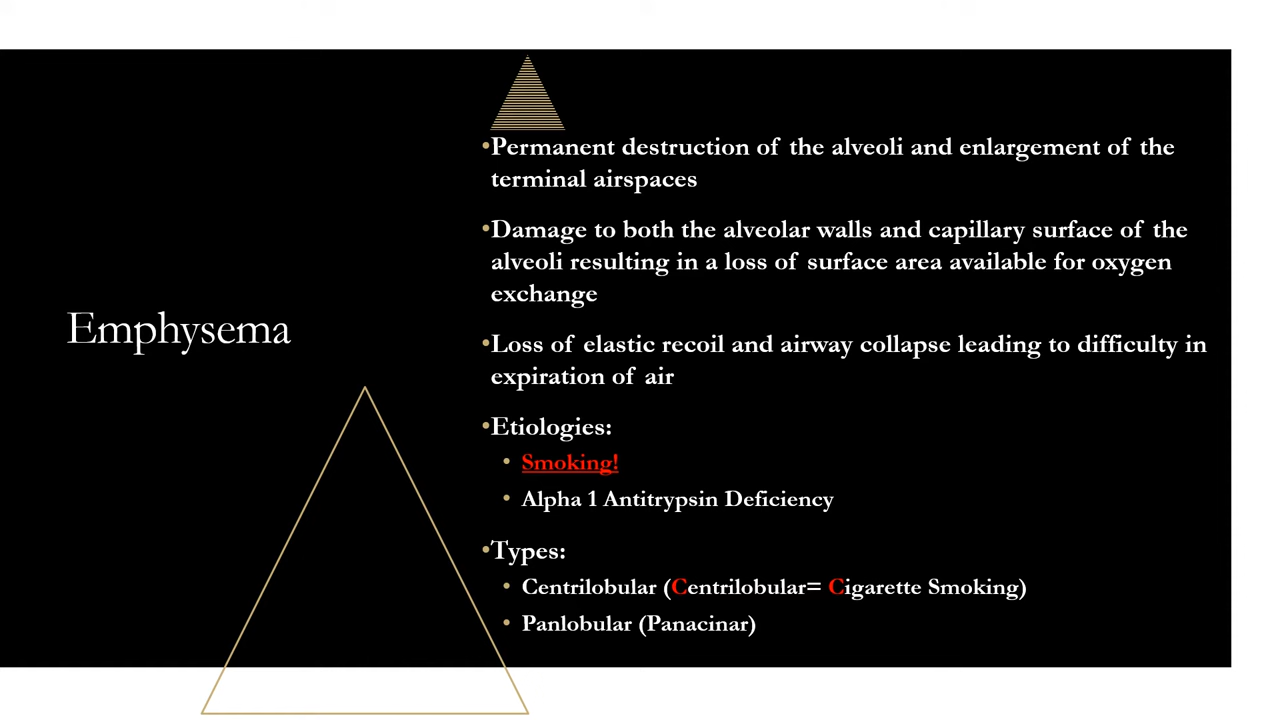 Emphysema
•Permanent destruction of the alveoli and enlargement of the
terminal airspaces
•Damage to both the alveolar walls and capillary surface of the
alveoli resulting in a loss of surface area available for oxygen
exchange
•Loss of elastic recoil and airway collapse leading to difficulty in
expiration of air
•Etiologies:
• Smoking!
• Alpha 1 Antitrypsin Deficiency
•Types:
• Centrilobular (Centrilobular= Cigarette Smoking)
• Panlobular (Panacinar)